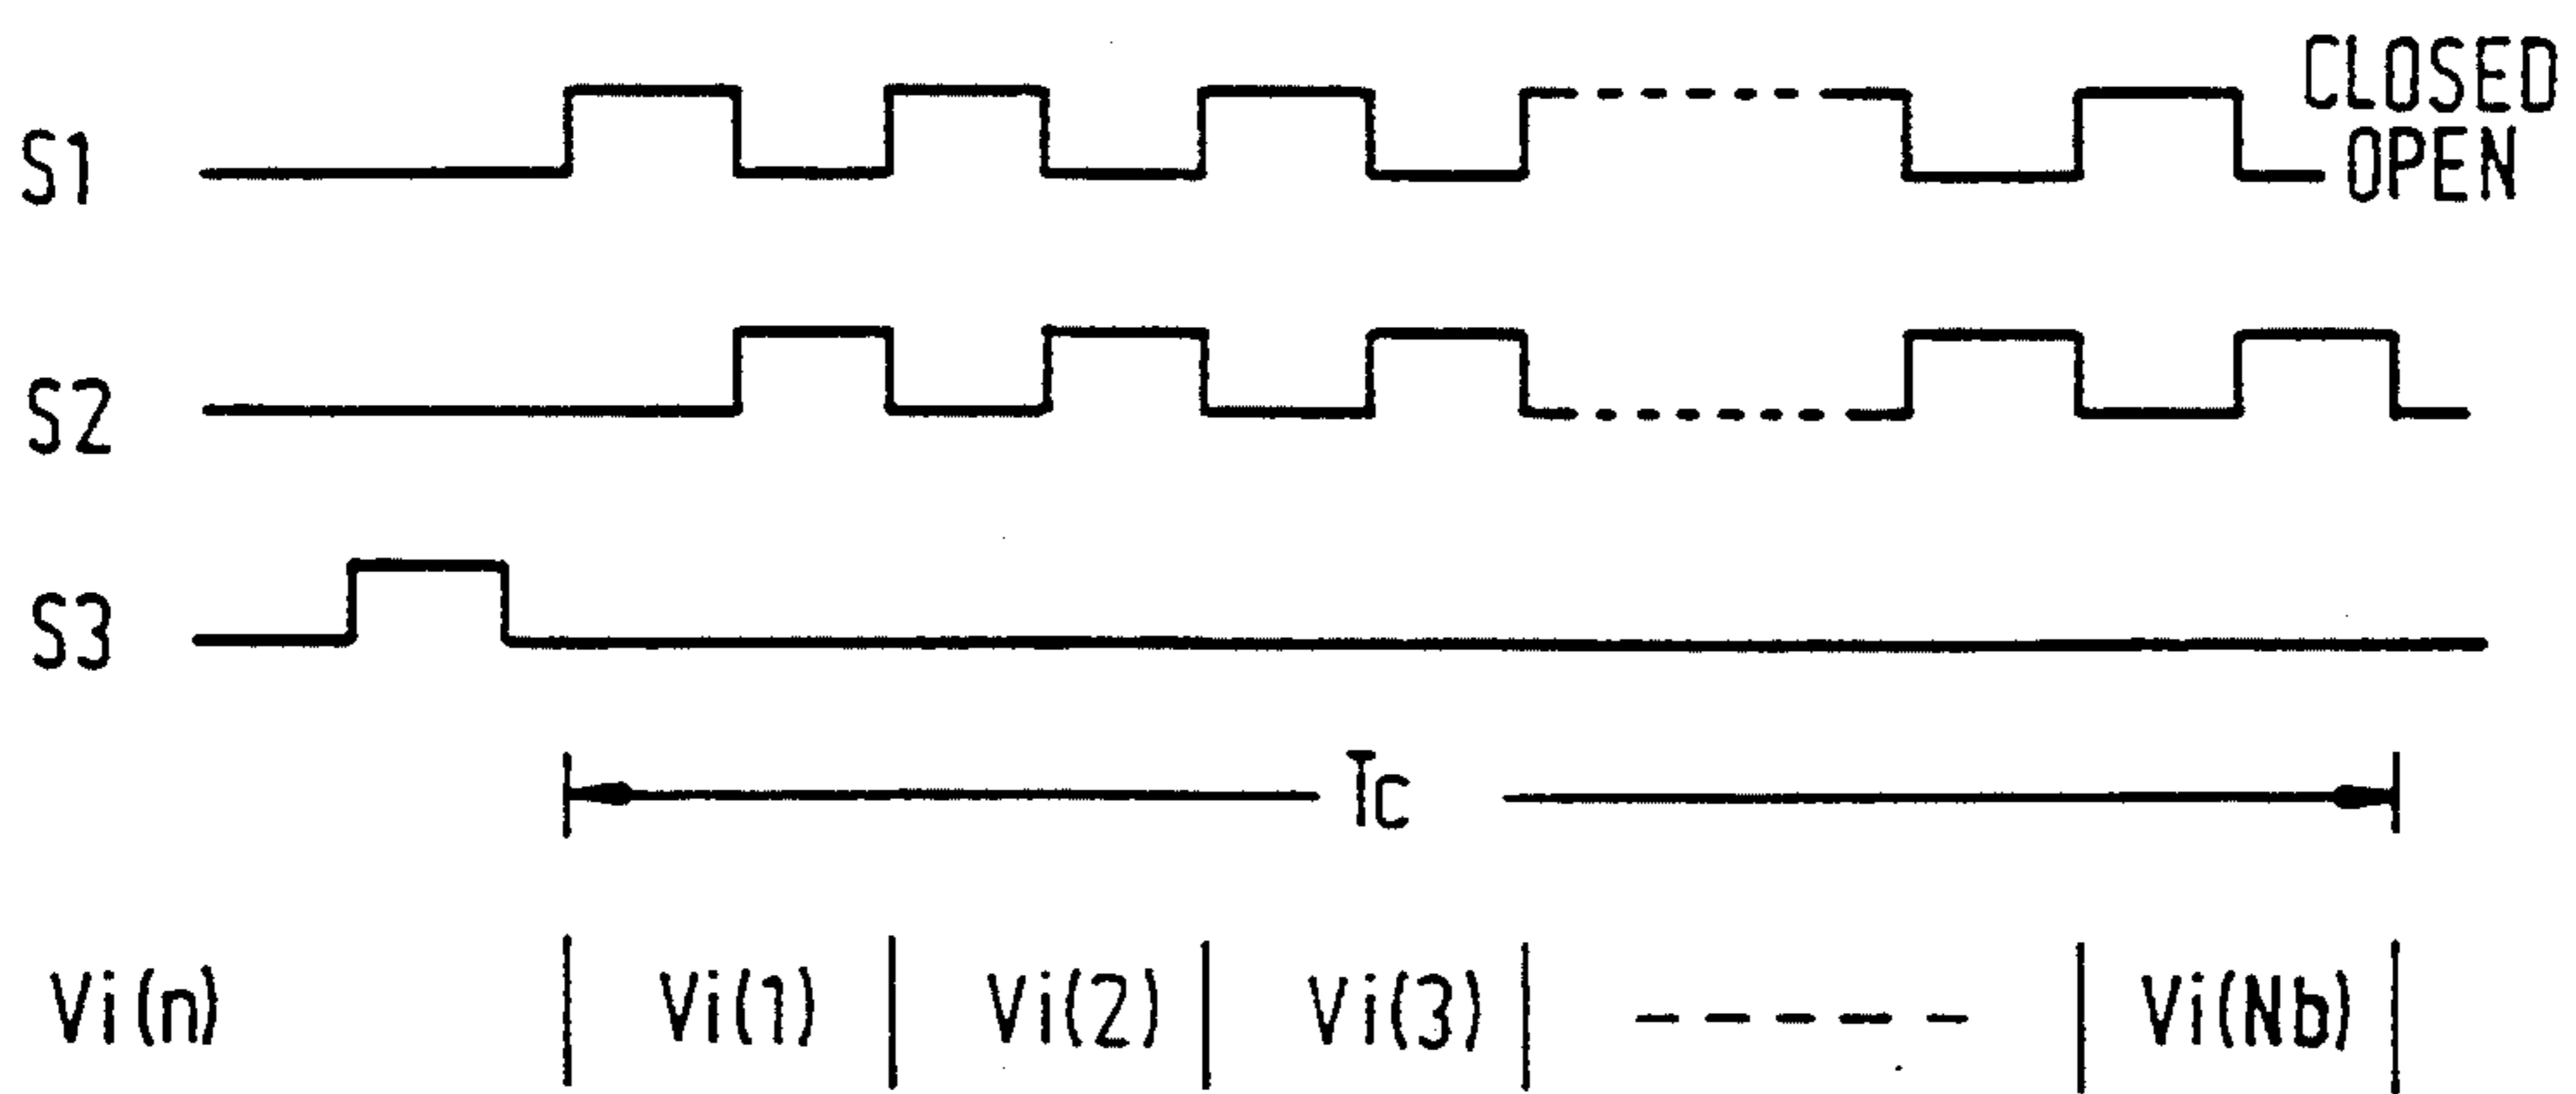 CLOSED
S1
OPEN
S2
S3
Tc
Vi(n) Vi(1) Vi(2) Vi(3) Vi(Nb)